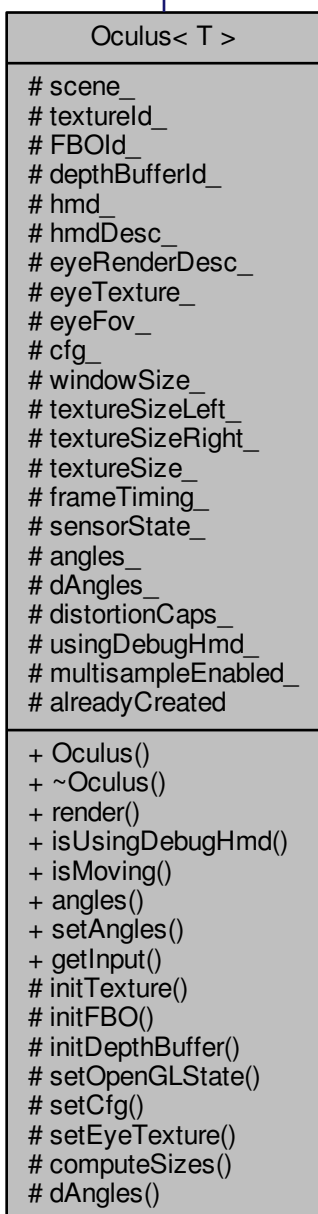 Oculus< T >
# scene_
# textureId_
# FBOId_
# depthBufferId_
# hmd_
# hmdDesc_
# eyeRenderDesc_
# eyeTexture_
# eyeFov_
# cfg_
# windowSize_
# textureSizeLeft_
# textureSizeRight_
# textureSize_
# frameTiming_
# sensorState_
# angles_
# dAngles_
# distortionCaps_
# usingDebugHmd_
# multisampleEnabled_
# alreadyCreated
+ Oculus()
+ ~Oculus()
+ render()
+ isUsingDebugHmd()
+ isMoving()
+ angles()
+ setAngles()
+ getInput()
# initTexture()
# initFBO()
# initDepthBuffer()
# setOpenGLState()
# setCfg()
# setEyeTexture()
# computeSizes()
# dAngles()